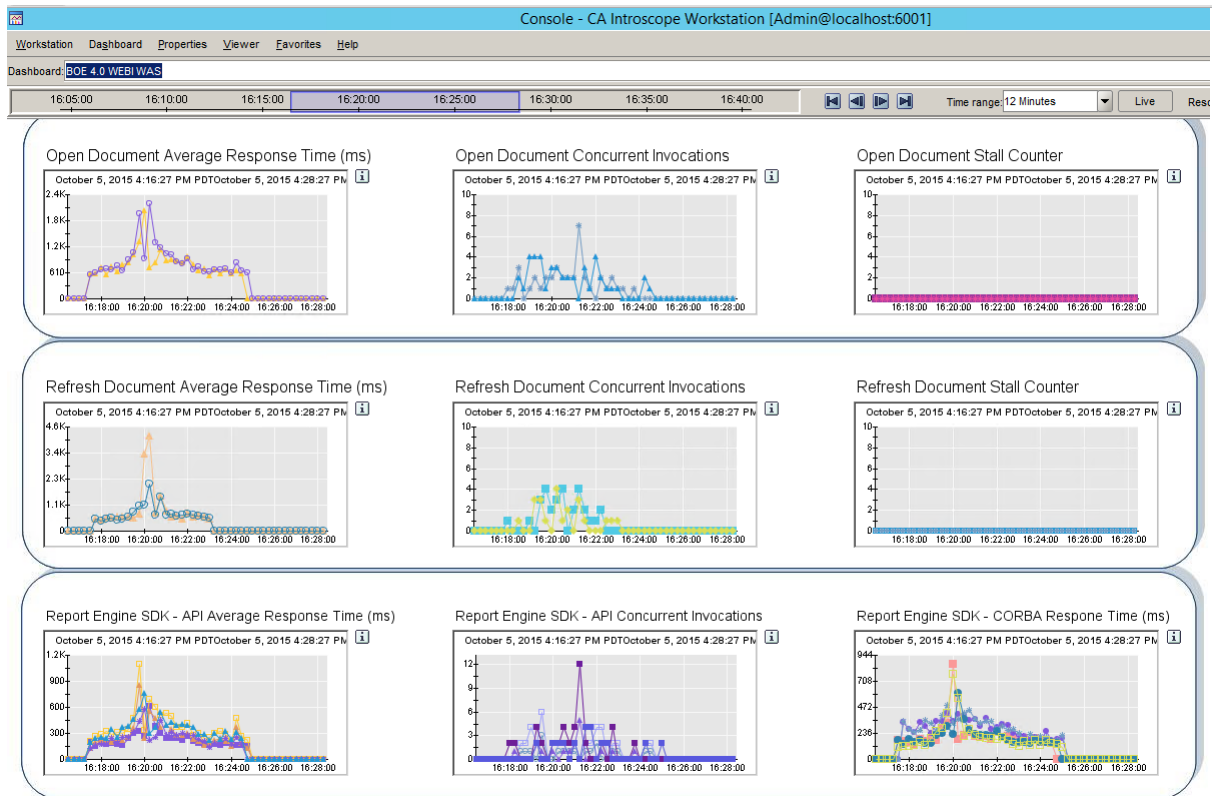 Console - CA Introscope Workstation [Admin@localhost:6001]
Workstation Dashboard Properties Viewer Favorites Help
Dashboard: BOE 4.0 WEBI WAS
16:05:00 16:10:00 16:15:00 16:20:00 16:25:00 16:30:00 16:35:00 16:40:00 Time range: 12 Minutes Live Reso
Open Document Average Response Time (ms)
October 5, 2015 4:16:27 PM PDTOctober 5, 2015 4:28:27 PM
2.4K
1.8K
1.2K
610
0
16:18:00 16:20:00 16:22:00 16:24:00 16:26:00 16:28:00
Open Document Concurrent Invocations
October 5, 2015 4:16:27 PM PDTOctober 5, 2015 4:28:27 PM
10
8
6
4
2
0
16:18:00 16:20:00 16:22:00 16:24:00 16:26:00 16:28:00
Open Document Stall Counter
October 5, 2015 4:16:27 PM PDTOctober 5, 2015 4:28:27 PM
10
8
6
4
2
0
16:18:00 16:20:00 16:22:00 16:24:00 16:26:00 16:28:00
Refresh Document Average Response Time (ms)
October 5, 2015 4:16:27 PM PDTOctober 5, 2015 4:28:27 PM
4.6K
3.4K
2.3K
1.1K
0
16:18:00 16:20:00 16:22:00 16:24:00 16:26:00 16:28:00
Refresh Document Concurrent Invocations
October 5, 2015 4:16:27 PM PDTOctober 5, 2015 4:28:27 PM
10
8
6
4
2
0
16:18:00 16:20:00 16:22:00 16:24:00 16:26:00 16:28:00
Refresh Document Stall Counter
October 5, 2015 4:16:27 PM PDTOctober 5, 2015 4:28:27 PM
10
8
6
4
2
0
16:18:00 16:20:00 16:22:00 16:24:00 16:26:00 16:28:00
Report Engine SDK - API Average Response Time (ms)
October 5, 2015 4:16:27 PM PDTOctober 5, 2015 4:28:27 PM
1.2K
900
600
300
0
16:18:00 16:20:00 16:22:00 16:24:00 16:26:00 16:28:00
Report Engine SDK - API Concurrent Invocations
October 5, 2015 4:16:27 PM PDTOctober 5, 2015 4:28:27 PM
12
9
6
3
0
16:18:00 16:20:00 16:22:00 16:24:00 16:26:00 16:28:00
Report Engine SDK - CORBA Respone Time (ms)
October 5, 2015 4:16:27 PM PDTOctober 5, 2015 4:28:27 PM
944
708
472
236
0
16:18:00 16:20:00 16:22:00 16:24:00 16:26:00 16:28:00